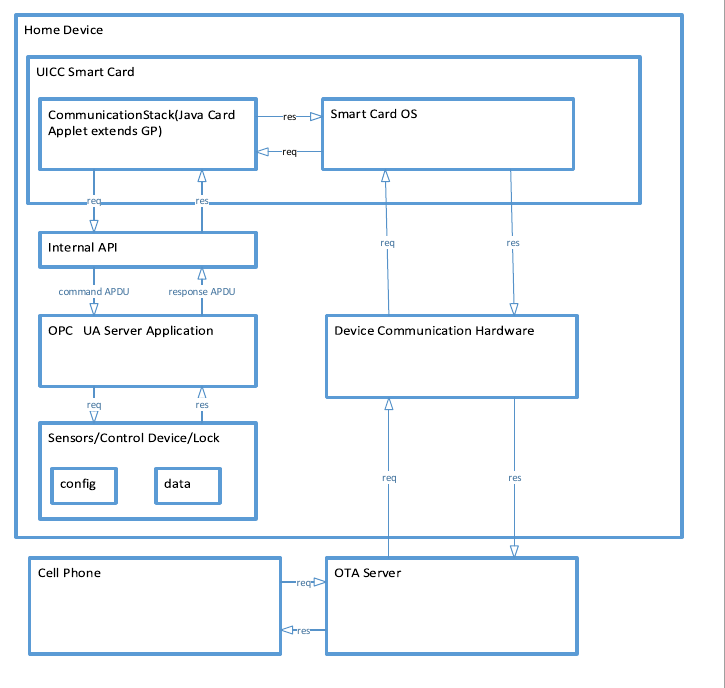 Home Device
UICC Smart Card
CommunicationStack(Java Card
Applet extends GP)
res
Smart Card OS
req
req
res
Internal API
req
res
command APDU
response APDU
OPC UA Server Application
Device Communication Hardware
req
res
Sensors/Control Device/Lock
config
data
req
res
Cell Phone
OTA Server
req
res